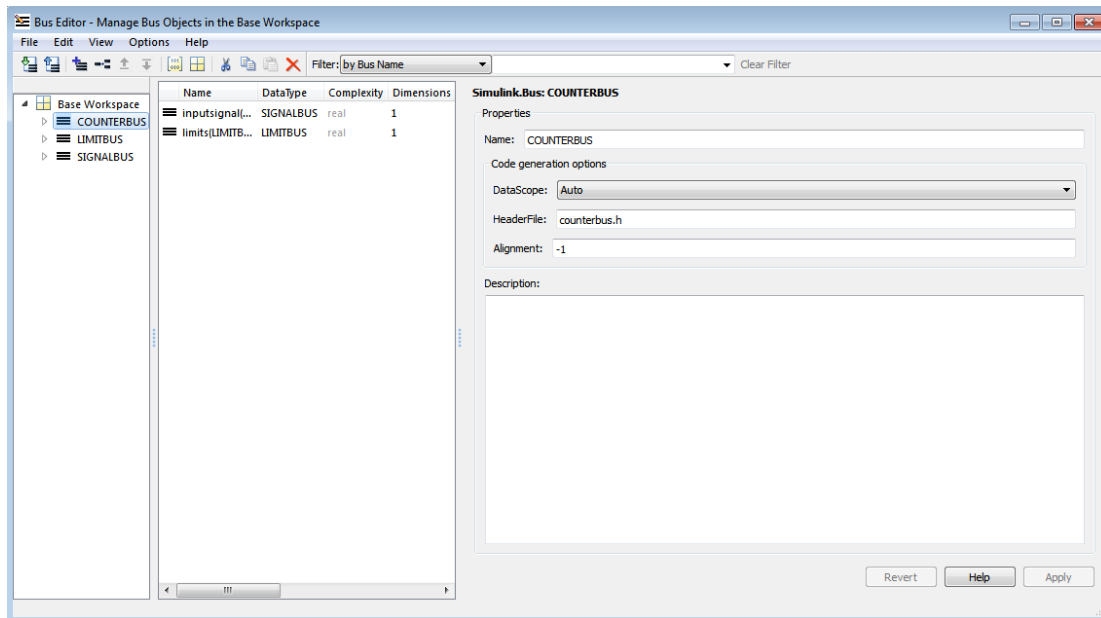 Bus Editor - Manage Bus Objects in the Base Workspace
File Edit View Options Help
Filter: by Bus Name Clear Filter
Base Workspace
COUNTERBUS
LIMITBUS
SIGNALBUS
Name DataType Complexity Dimensions
inputsignal(... SIGNALBUS real 1
limits(LIMITB... LIMITBUS real 1
Simulink.Bus: COUNTERBUS
Properties
Name: COUNTERBUS
Code generation options
DataScope: Auto
HeaderFile: counterbus.h
Alignment: -1
Description:
Revert Help Apply